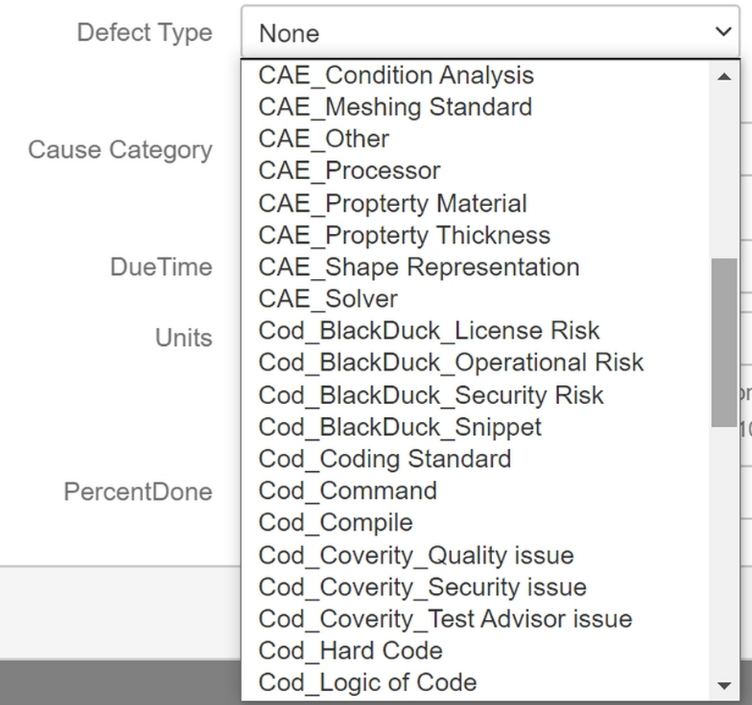 Defect Type
None
CAE_Condition Analysis
CAE_Meshing Standard
CAE_Other
Cause Category
CAE_Processor
CAE_Propterty Material
CAE_Propterty Thickness
DueTime
CAE_Shape Representation
CAE_Solver
Units
Cod_BlackDuck_License Risk
Cod_BlackDuck_Operational Risk
Cod_BlackDuck_Security Risk
Cod_BlackDuck_Snippet
Cod_Coding Standard
PercentDone
Cod_Command
Cod_Compile
Cod_Coverity_Quality issue
Cod_Coverity_Security issue
Cod_Coverity_Test Advisor issue
Cod_Hard Code
Cod_Logic of Code